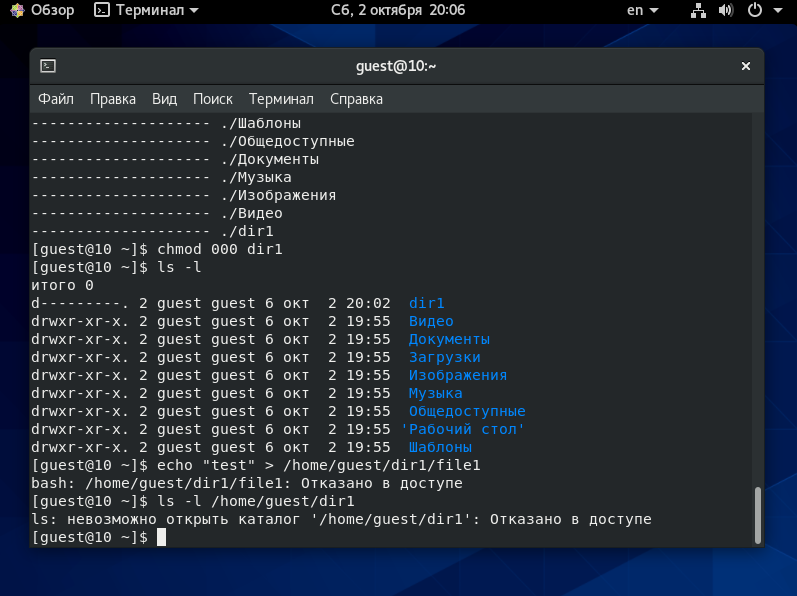 Обзор Терминал Сб, 2 октября 20:06 en
guest@10:~
Файл Правка Вид Поиск Терминал Справка
-------------------- ./Шаблоны
-------------------- ./Общедоступные
-------------------- ./Документы
-------------------- ./Музыка
-------------------- ./Изображения
-------------------- ./Видео
-------------------- ./dir1
[guest@10 ~]$ chmod 000 dir1
[guest@10 ~]$ ls -l
итого 0
d---------. 2 guest guest 6 окт  2 20:02  dir1
drwxr-xr-x. 2 guest guest 6 окт  2 19:55  Видео
drwxr-xr-x. 2 guest guest 6 окт  2 19:55  Документы
drwxr-xr-x. 2 guest guest 6 окт  2 19:55  Загрузки
drwxr-xr-x. 2 guest guest 6 окт  2 19:55  Изображения
drwxr-xr-x. 2 guest guest 6 окт  2 19:55  Музыка
drwxr-xr-x. 2 guest guest 6 окт  2 19:55  Общедоступные
drwxr-xr-x. 2 guest guest 6 окт  2 19:55 'Рабочий стол'
drwxr-xr-x. 2 guest guest 6 окт  2 19:55  Шаблоны
[guest@10 ~]$ echo "test" > /home/guest/dir1/file1
bash: /home/guest/dir1/file1: Отказано в доступе
[guest@10 ~]$ ls -l /home/guest/dir1
ls: невозможно открыть каталог '/home/guest/dir1': Отказано в доступе
[guest@10 ~]$